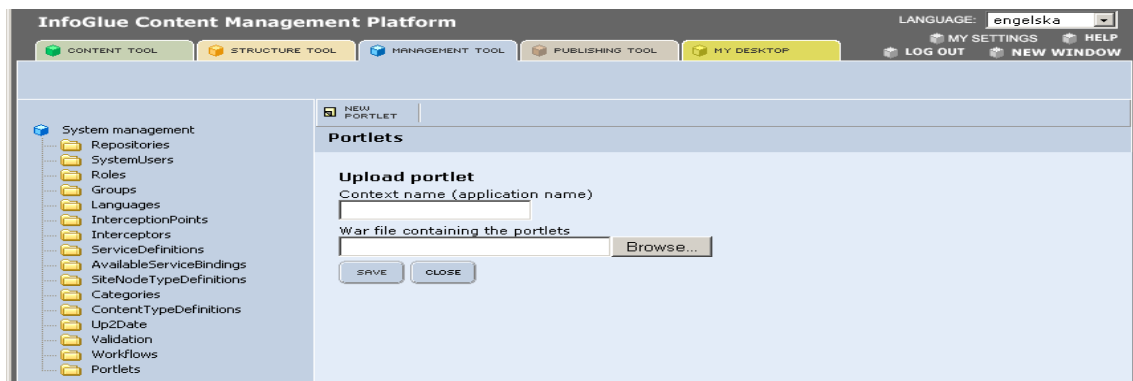 InfoGlue Content Management Platform
LANGUAGE: engelska
MY SETTINGS HELP
LOG OUT NEW WINDOW
CONTENT TOOL STRUCTURE TOOL MANAGEMENT TOOL PUBLISHING TOOL MY DESKTOP
NEW
PORTLET
Portlets
System management
Repositories
SystemUsers
Roles
Groups
Languages
InterceptionPoints
Interceptors
ServiceDefinitions
AvailableServiceBindings
SiteNodeTypeDefinitions
Categories
ContentTypeDefinitions
Up2Date
Validation
Workflows
Portlets
Upload portlet
Context name (application name)
War file containing the portlets
Browse...
SAVE CLOSE